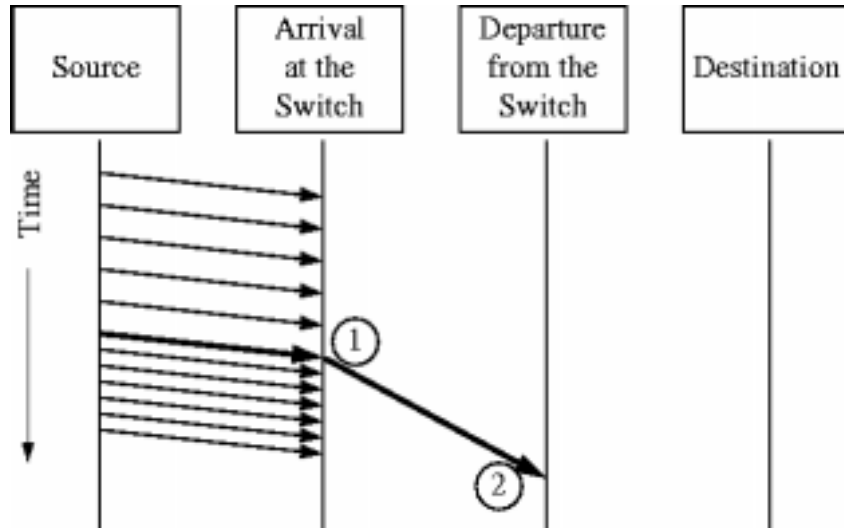 Source
Arrival
at the
Switch
Departure
from the
Switch
Destination
Time
1
2